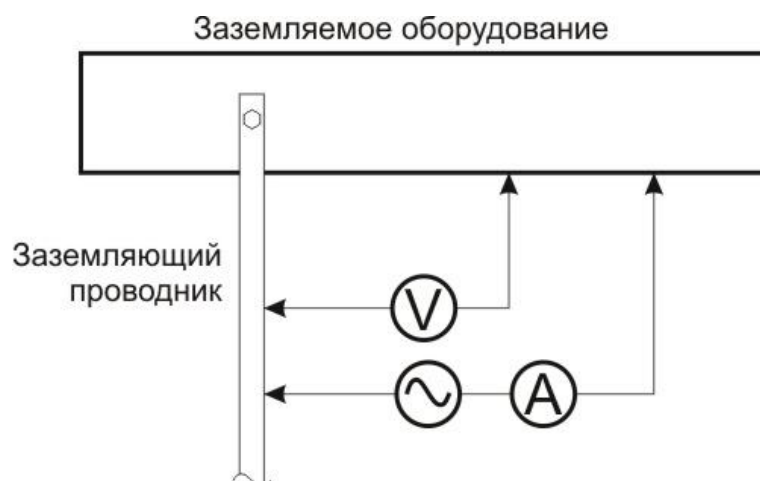 Заземляемое оборудование
Заземляющий
проводник
V
A